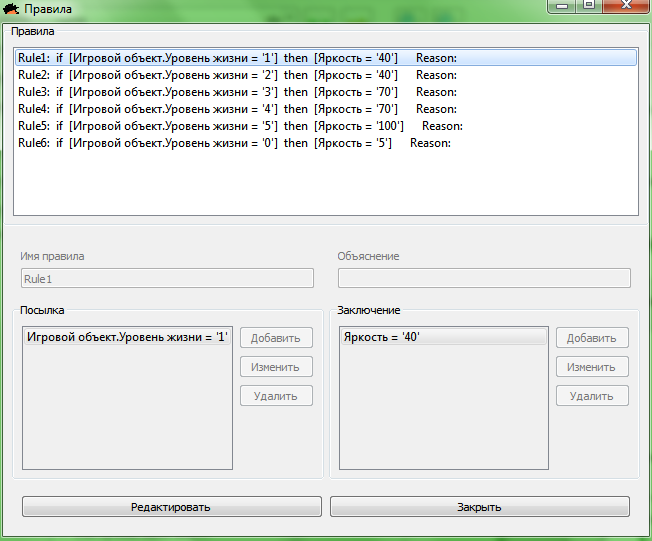 Правила
Правила
Rule1: if [Игровой объект.Уровень жизни = '1'] then [Яркость = '40'] Reason:
Rule2: if [Игровой объект.Уровень жизни = '2'] then [Яркость = '40'] Reason:
Rule3: if [Игровой объект.Уровень жизни = '3'] then [Яркость = '70'] Reason:
Rule4: if [Игровой объект.Уровень жизни = '4'] then [Яркость = '70'] Reason:
Rule5: if [Игровой объект.Уровень жизни = '5'] then [Яркость = '100'] Reason:
Rule6: if [Игровой объект.Уровень жизни = '0'] then [Яркость = '5'] Reason:
Имя правила Объяснение
Rule1
Посылка Заключение
Игровой объект.Уровень жизни = '1' Добавить Яркость = '40' Добавить
Изменить Изменить
Удалить Удалить
Редактировать Закрыть